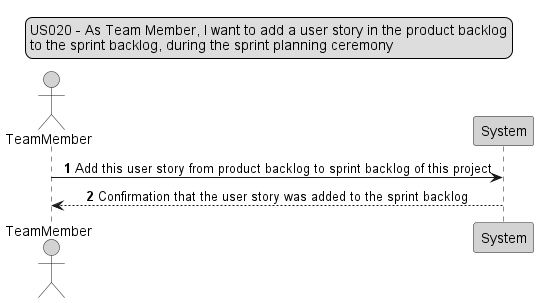 US020 - As Team Member, I want to add a user story in the product backlog
to the sprint backlog, during the sprint planning ceremony
TeamMember
System
1 Add this user story from product backlog to sprint backlog of this project
2 Confirmation that the user story was added to the sprint backlog
TeamMember
System